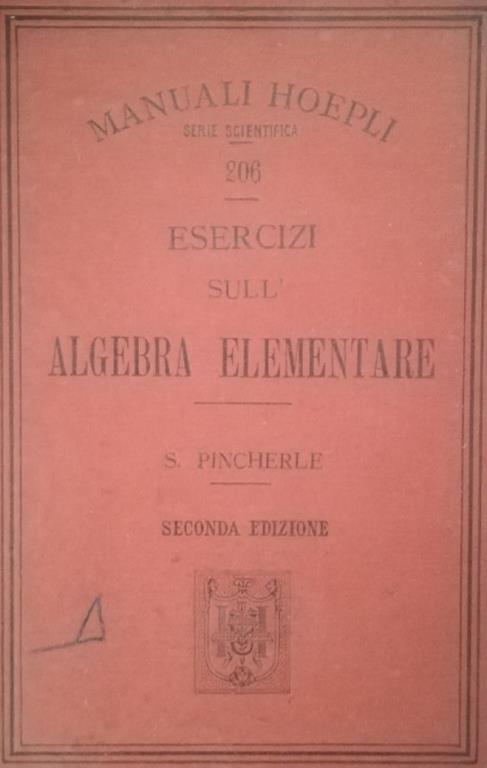 MANUALI HOEPLI
SERIE SCIENTIFICA
206
ESERCIZI
SULL'
ALGEBRA ELEMENTARE
S. PINCHERLE
SECONDA EDIZIONE